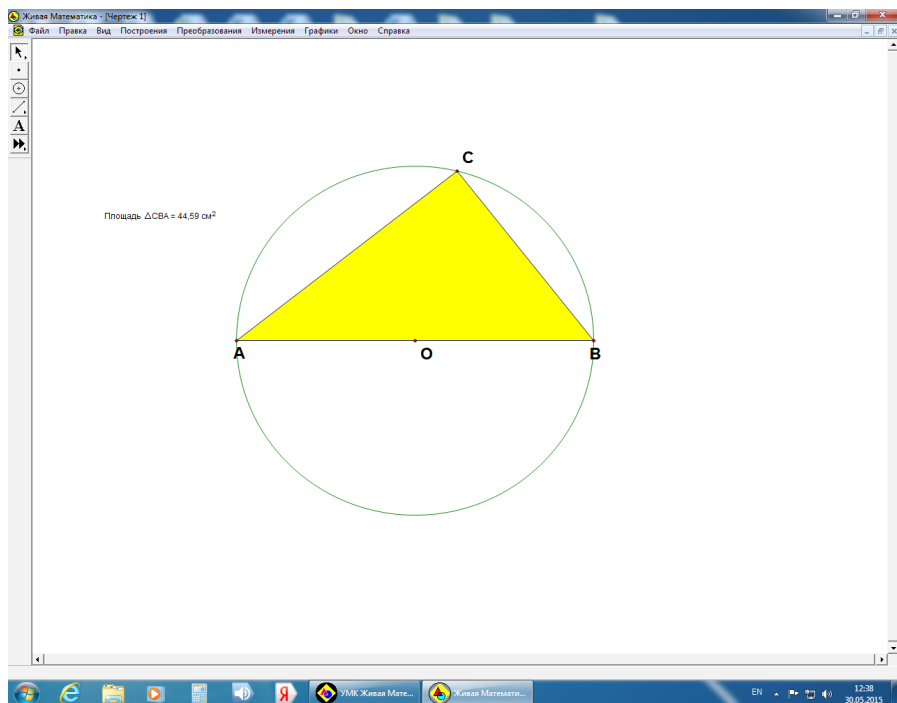 Живая Математика - [Чертеж 1]
Файл Правка Вид Построения Преобразования Измерения Графики Окно Справка
A
C
Площадь △CBA = 44,59 см²
A O B
Я УМК Живая Мате... Живая Математи... EN 12:38
30.05.2015